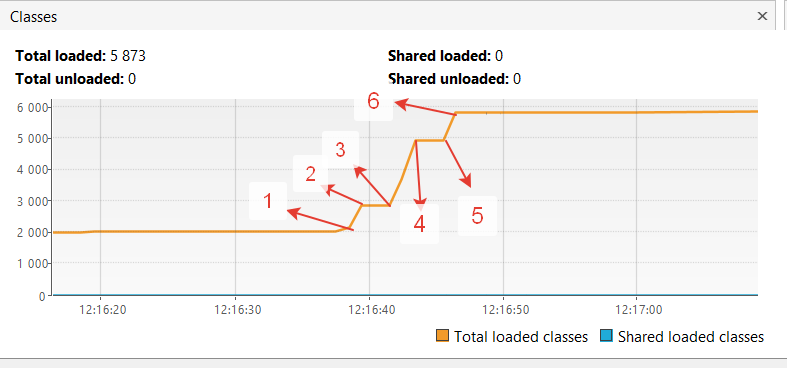 Classes
Total loaded: 5 873
Shared loaded: 0
Total unloaded: 0
Shared unloaded: 0
6 000
5 000
4 000
3 000
2 000
1 000
0
6
3
2
1
4
5
12:16:20
12:16:30
12:16:40
12:16:50
12:17:00
Total loaded classes
Shared loaded classes